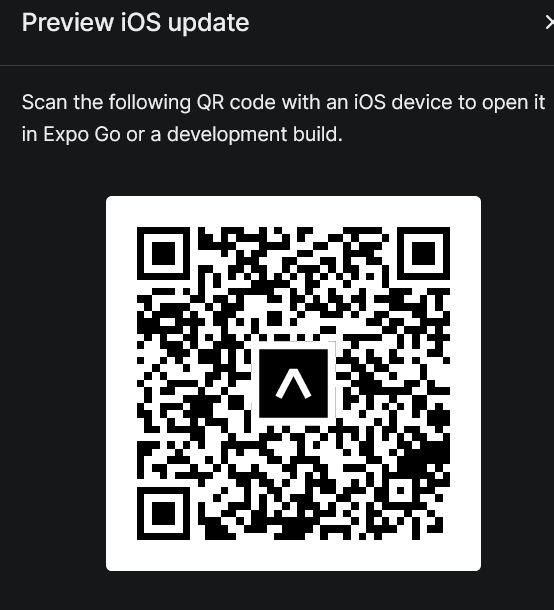 Preview iOS update
Scan the following QR code with an iOS device to open it
in Expo Go or a development build.